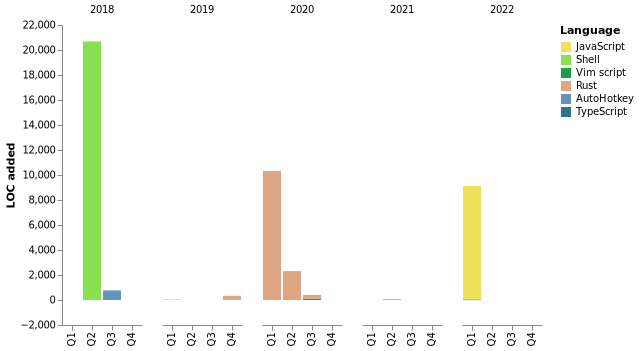 2018 2019 2020 2021 2022
Language
JavaScript
Shell
Vim script
Rust
AutoHotkey
TypeScript
LOC added
22,000
20,000
18,000
16,000
14,000
12,000
10,000
8,000
6,000
4,000
2,000
0
−2,000
Q1 Q2 Q3 Q4 Q1 Q2 Q3 Q4 Q1 Q2 Q3 Q4 Q1 Q2 Q3 Q4 Q1 Q2 Q3 Q4